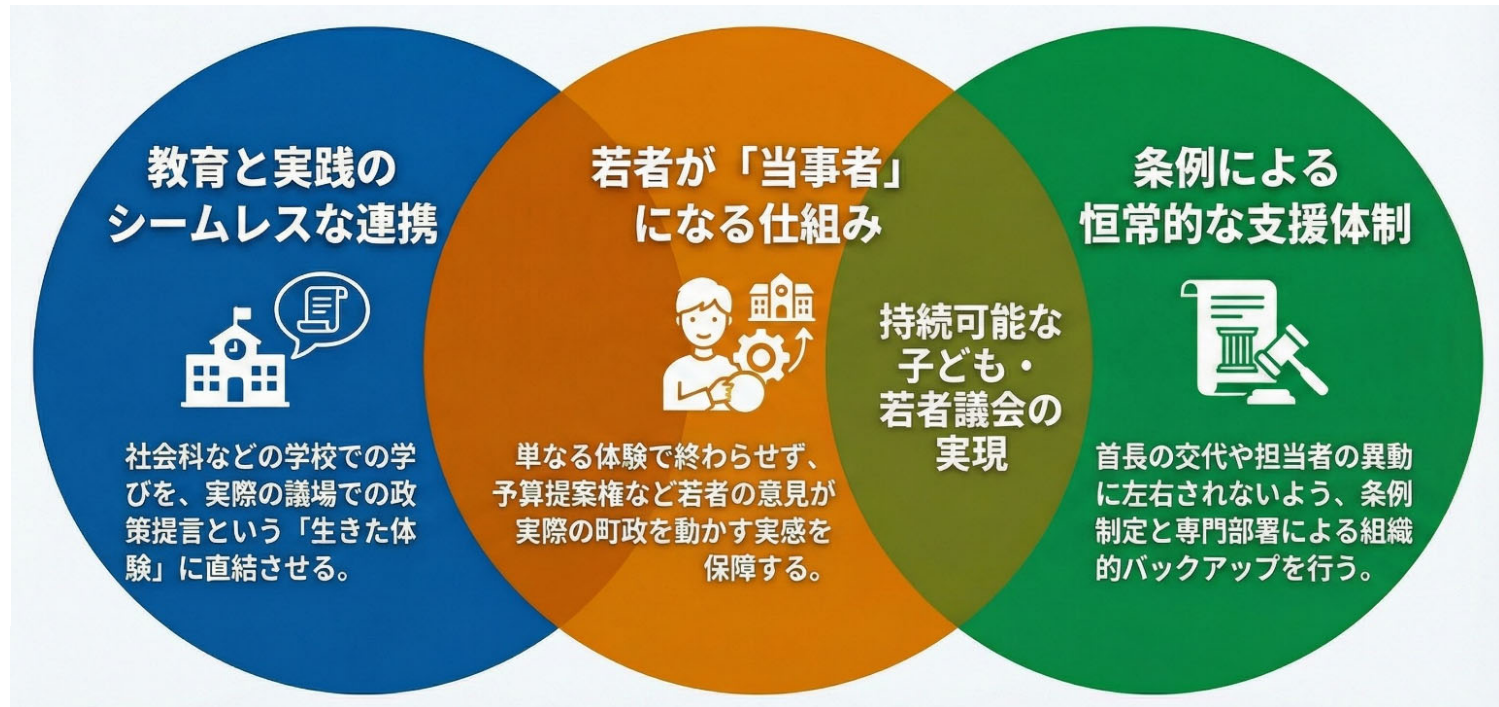 教育と実践の
シームレスな連携
社会科などの学校での学
びを、実際の議場での政
策提言という「生きた体
験」に直結させる。
若者が「当事者」
になる仕組み
単なる体験で終わらせず、
予算提案権など若者の意見が
実際の町政を動かす実感を
保障する。
持続可能な
子ども・
若者議会の
実現
条例による
恒常的な支援体制
首長の交代や担当者の異動
に左右されないよう、条例
制定と専門部署による組織
的バックアップを行う。